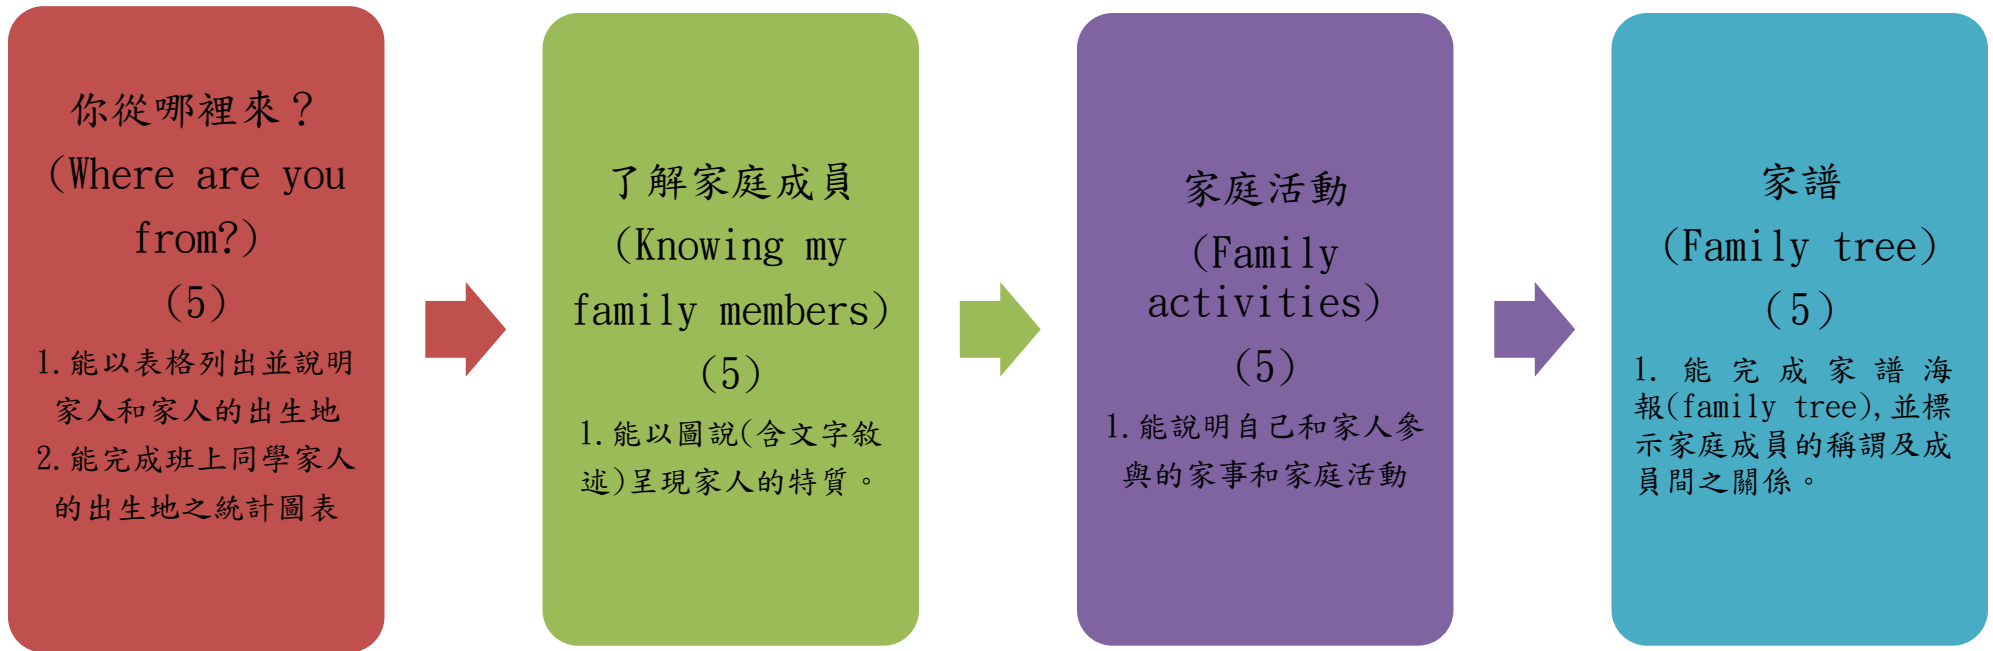 你從哪裡來？
(Where are you
from?)
(5)
1.能以表格列出並說明
家人和家人的出生地
2.能完成班上同學家人
的出生地之統計圖表
了解家庭成員
(Knowing my
family members)
(5)
1.能以圖說(含文字敘
述)呈現家人的特質。
家庭活動
(Family
activities)
(5)
1.能說明自己和家人參
與的家事和家庭活動
家譜
(Family tree)
(5)
1. 能完成家譜海
報(family tree),並標
示家庭成員的稱謂及成
員間之關係。